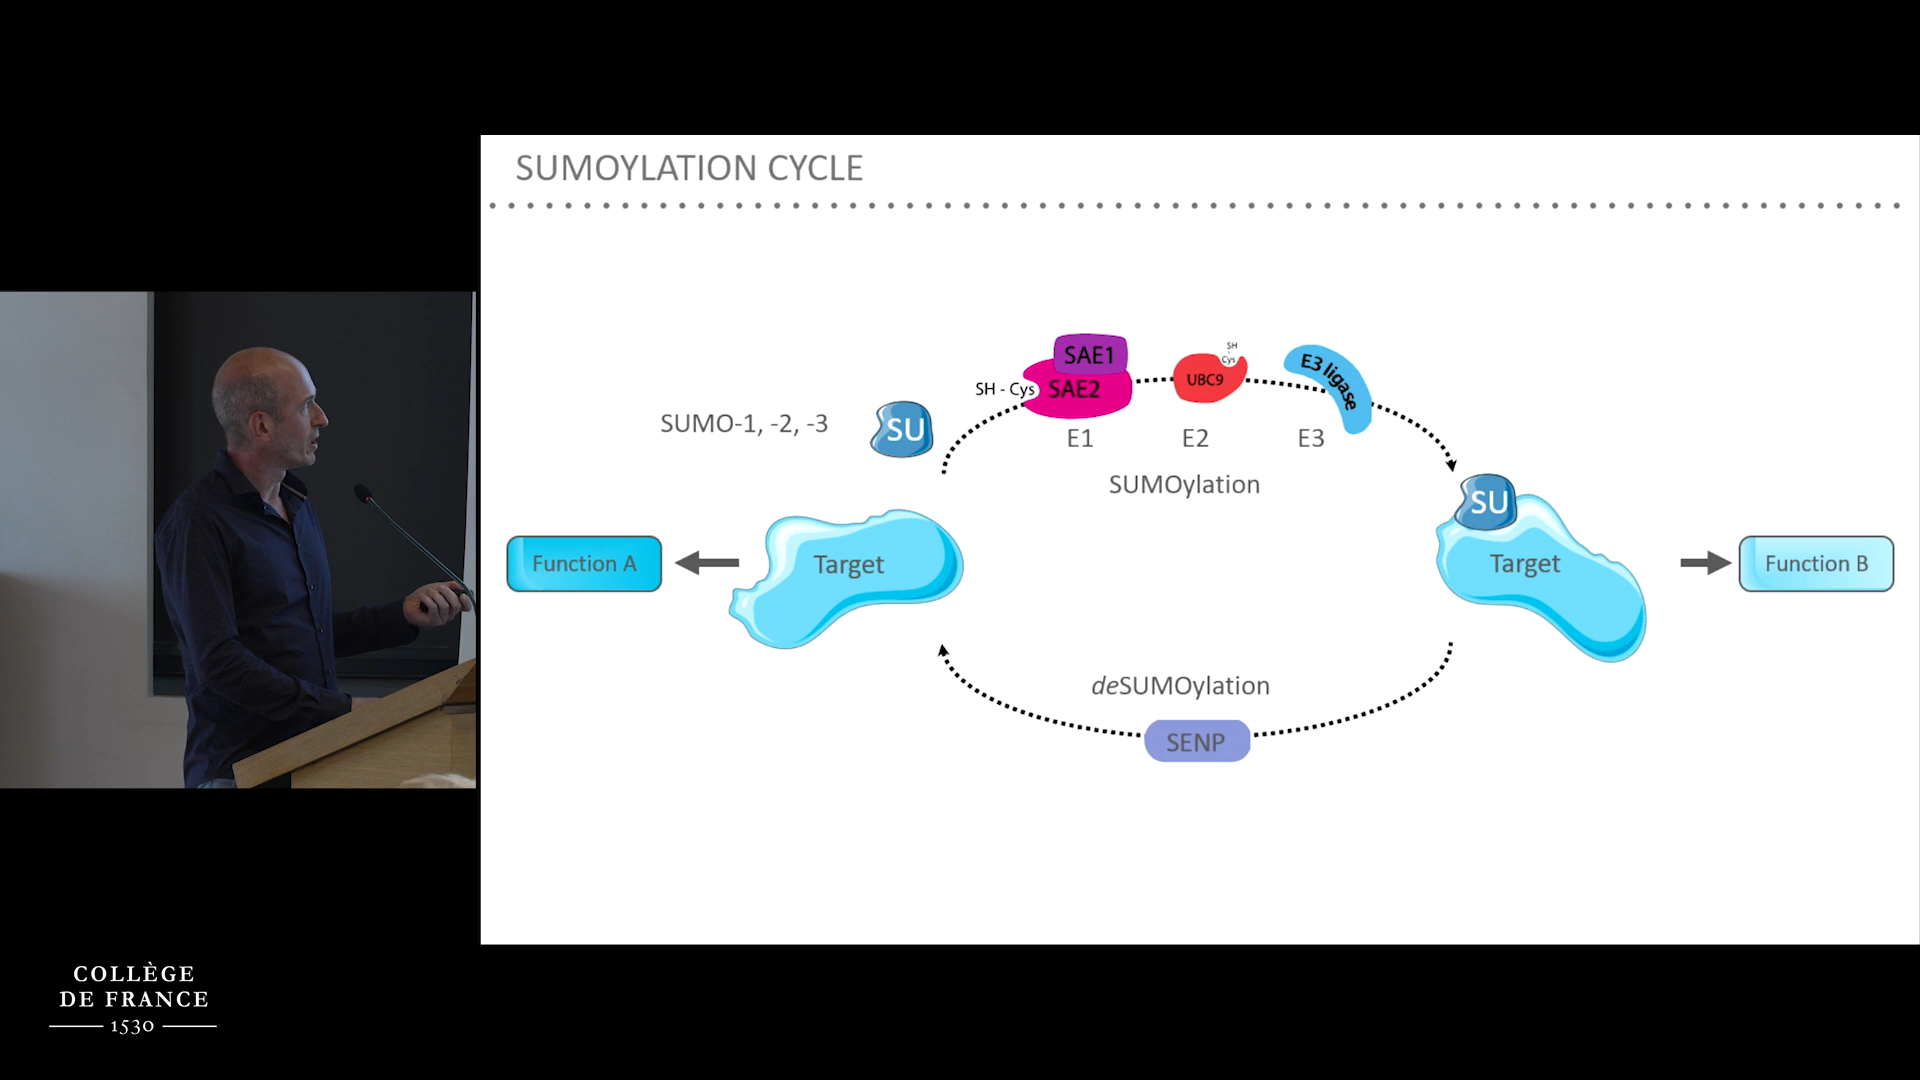 SUMOYLATION CYCLE
SAE1
SH - Cys
SAE2
SH
Cys
UBC9
E3 ligase
SUMO-1, -2, -3
SU
E1
E2
E3
SUMOylation
SU
Function A
Target
Target
Function B
deSUMOylation
SENP
COLLÈGE
DE FRANCE
1530